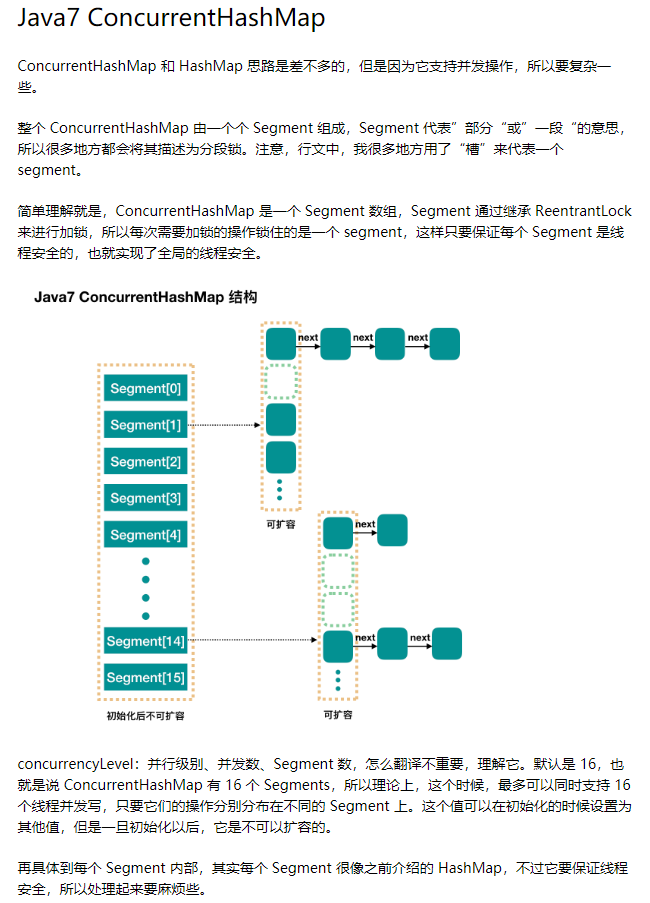 Java7 ConcurrentHashMap
ConcurrentHashMap 和 HashMap 思路是差不多的，但是因为它支持并发操作，所以要复杂一
些。
整个 ConcurrentHashMap 由一个个 Segment 组成，Segment 代表”部分“或”一段“的意思，
所以很多地方都会将其描述为分段锁。注意，行文中，我很多地方用了“槽”来代表一个
segment。
简单理解就是，ConcurrentHashMap 是一个 Segment 数组，Segment 通过继承 ReentrantLock
来进行加锁，所以每次需要加锁的操作锁住的是一个 segment，这样只要保证每个 Segment 是线
程安全的，也就实现了全局的线程安全。
Java7 ConcurrentHashMap 结构
next next next
Segment[0]
Segment[1]
Segment[2]
Segment[3]
Segment[4]
可扩容
next
Segment[14]
next next
Segment[15]
初始化后不可扩容
可扩容
concurrencyLevel：并行级别、并发数、Segment 数，怎么翻译不重要，理解它。默认是 16，也
就是说 ConcurrentHashMap 有 16 个 Segments，所以理论上，这个时候，最多可以同时支持 16
个线程并发写，只要它们的操作分别分布在不同的 Segment 上。这个值可以在初始化的时候设置为
其他值，但是一旦初始化以后，它是不可以扩容的。
再具体到每个 Segment 内部，其实每个 Segment 很像之前介绍的 HashMap，不过它要保证线程
安全，所以处理起来要麻烦些。